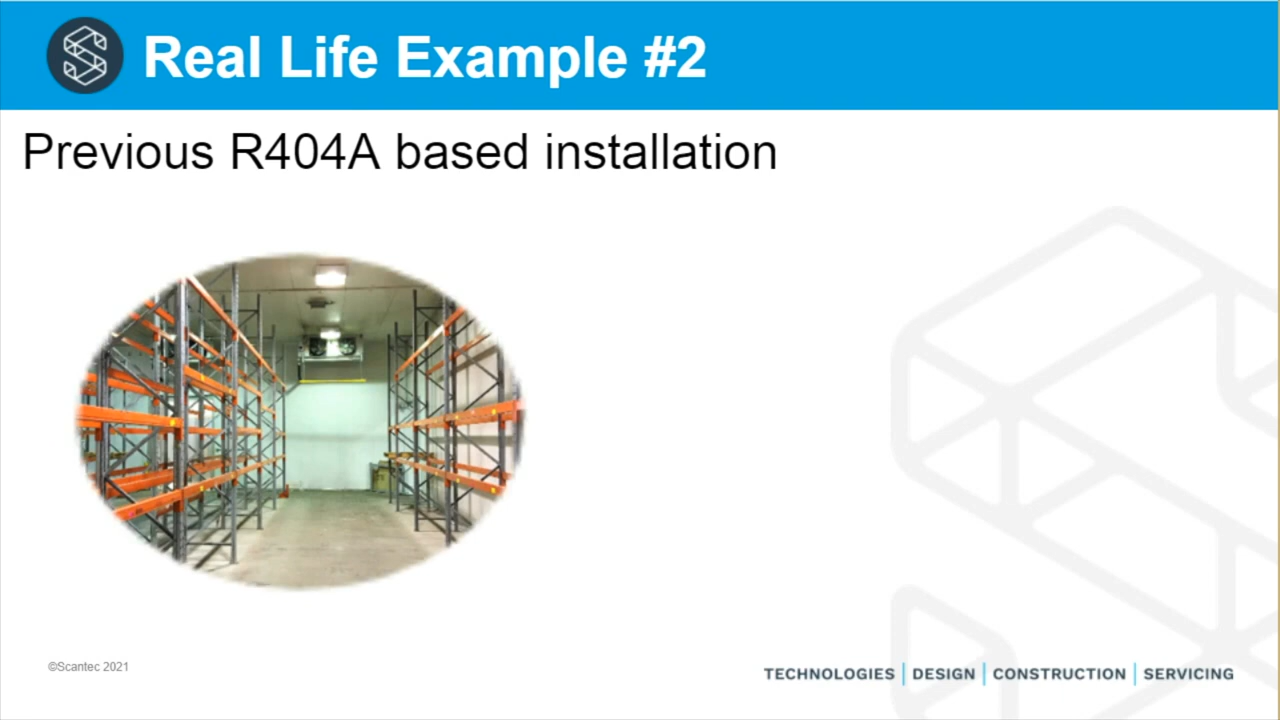 Real Life Example #2
Previous R404A based installation
©Scantec 2021
TECHNOLOGIES | DESIGN | CONSTRUCTION | SERVICING